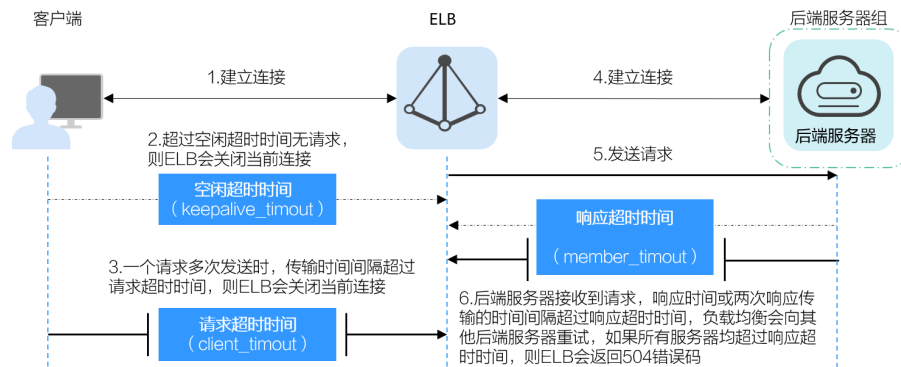 客户端
ELB
后端服务器组
1.建立连接
4.建立连接
后端服务器
2.超过空闲超时时间无请求，
则ELB会关闭当前连接
5.发送请求
空闲超时时间
（keepalive_timout）
响应超时时间
（member_timout）
3.一个请求多次发送时，传输时间间隔超过
请求超时时间，则ELB会关闭当前连接
请求超时时间
（client_timout）
6.后端服务器接收到请求，响应时间或两次响应传
输的时间间隔超过响应超时时间，负载均衡会向其
他后端服务器重试，如果所有服务器均超过响应超
时时间，则ELB会返回504错误码